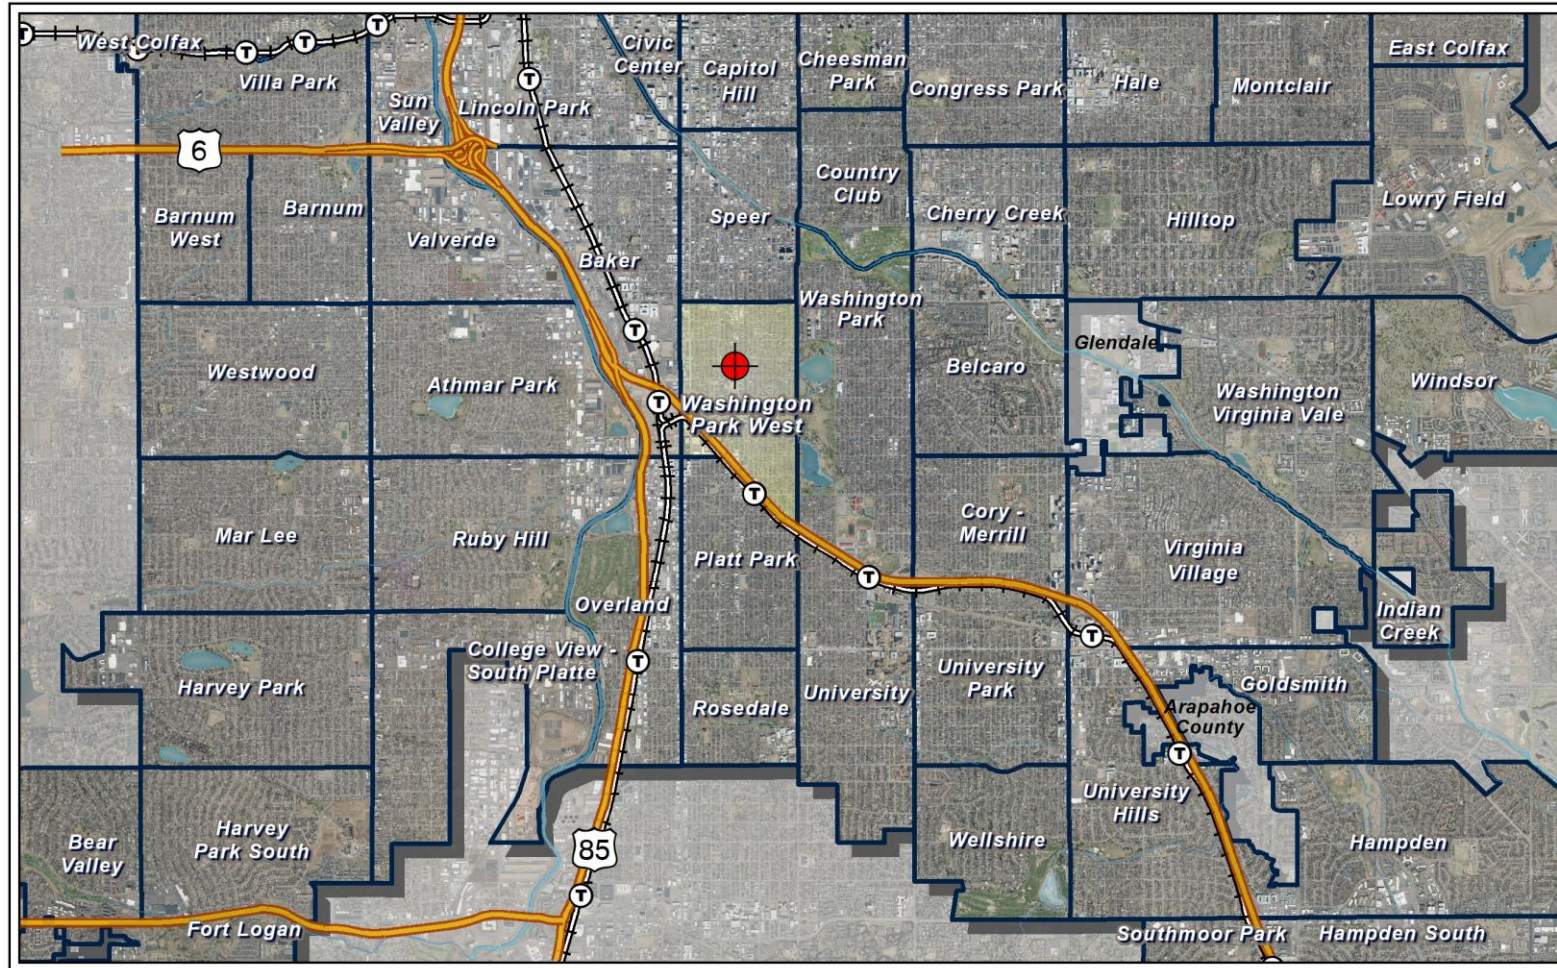 West Colfax
Villa Park
Sun
Valley
Lincoln Park
Civic
Center
Capitol
Hill
Cheesman
Park
Congress Park
Hale
Montclair
East Colfax
6
Barnum
West
Barnum
Valverde
Baker
Speer
Country
Club
Cherry Creek
Hilltop
Lowry Field
Westwood
Athmar Park
Washington
Park West
Washington
Park
Belcaro
Glendale
Washington
Virginia Vale
Windsor
Mar Lee
Ruby Hill
Overland
Platt Park
Cory -
Merrill
Virginia
Village
Indian
Creek
Harvey Park
College View -
South Platte
Rosedale
University
University
Park
Arapahoe
County
Goldsmith
Bear
Valley
Harvey
Park South
85
Wellshire
University
Hills
Hampden
Fort Logan
Southmoor Park
Hampden South
T
T
T
T
T
T
T
T
T
T
T
T
T